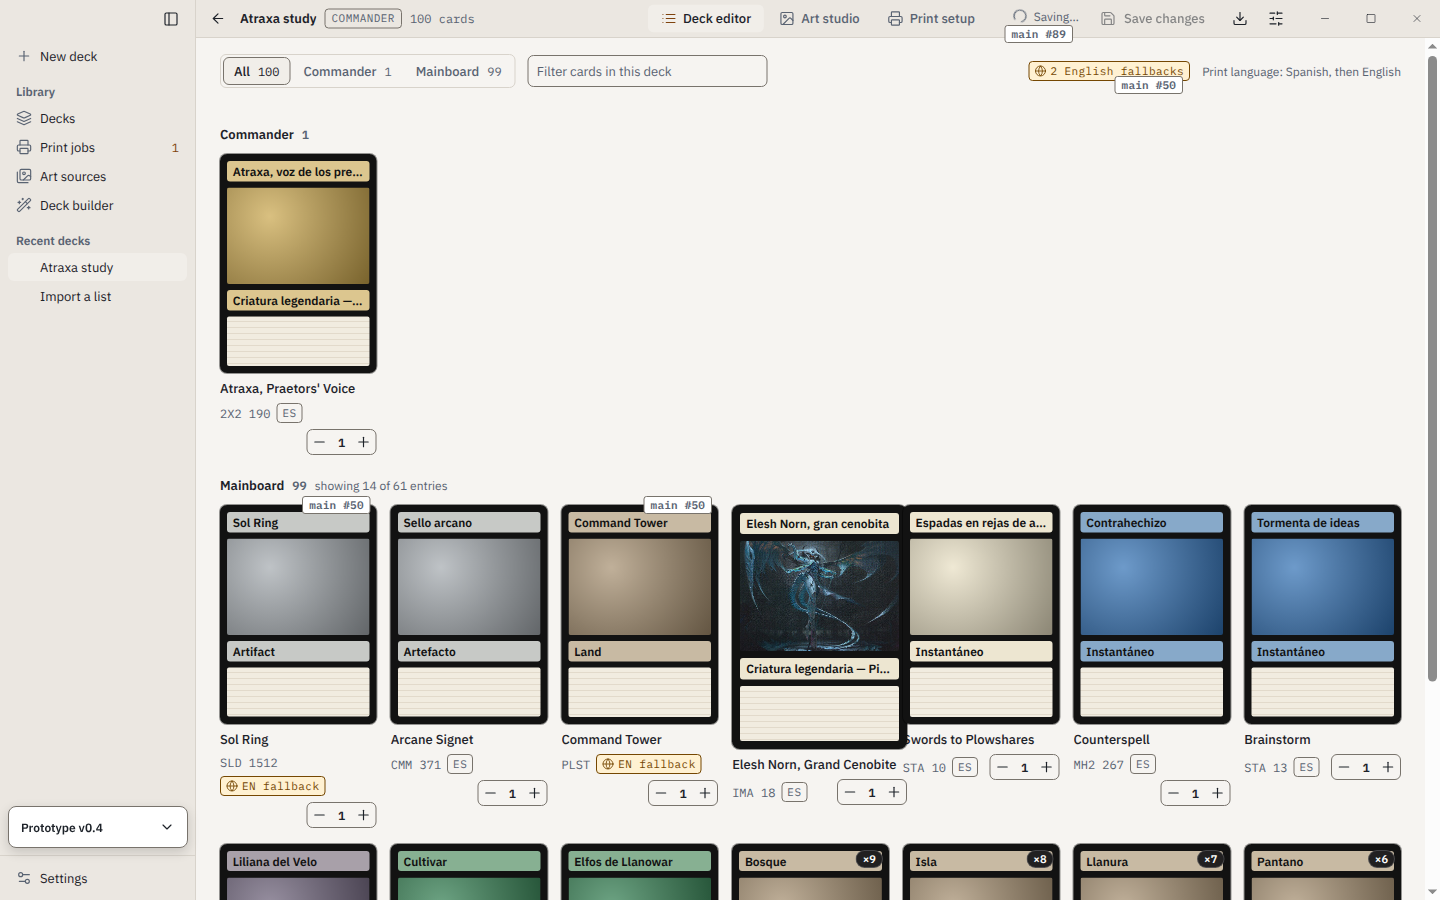 Atraxa study
COMMANDER
100 cards
Deck editor
Art studio
Print setup
Saving...
Save changes
main #89
New deck
Library
Decks
Print jobs
1
Art sources
Deck builder
Recent decks
Atraxa study
Import a list
Prototype v0.4
Settings
All 100
Commander 1
Mainboard 99
Filter cards in this deck
2 English fallbacks
main #50
Print language: Spanish, then English
Commander 1
Atraxa, voz de los pre...
Criatura legendaria —...
Atraxa, Praetors' Voice
2X2 190 ES
1
Mainboard 99 showing 14 of 61 entries
main #50
Sol Ring
Artifact
Sol Ring
SLD 1512
EN fallback
1
Sello arcano
Artefacto
Arcane Signet
CMM 371 ES
1
main #50
Command Tower
Land
Command Tower
PLST EN fallback
1
Elesh Norn, gran cenobita
Criatura legendaria — Pi...
Elesh Norn, Grand Cenobite
IMA 18 ES
1
Espadas en rejas de a...
Instantáneo
Swords to Plowshares
STA 10 ES
1
Contrahechizo
Instantáneo
Counterspell
MH2 267 ES
1
Tormenta de ideas
Instantáneo
Brainstorm
STA 13 ES
1
Liliana del Velo
Cultivar
Elfos de Llanowar
Bosque
×9
Isla
×8
Llanura
×7
Pantano
×6